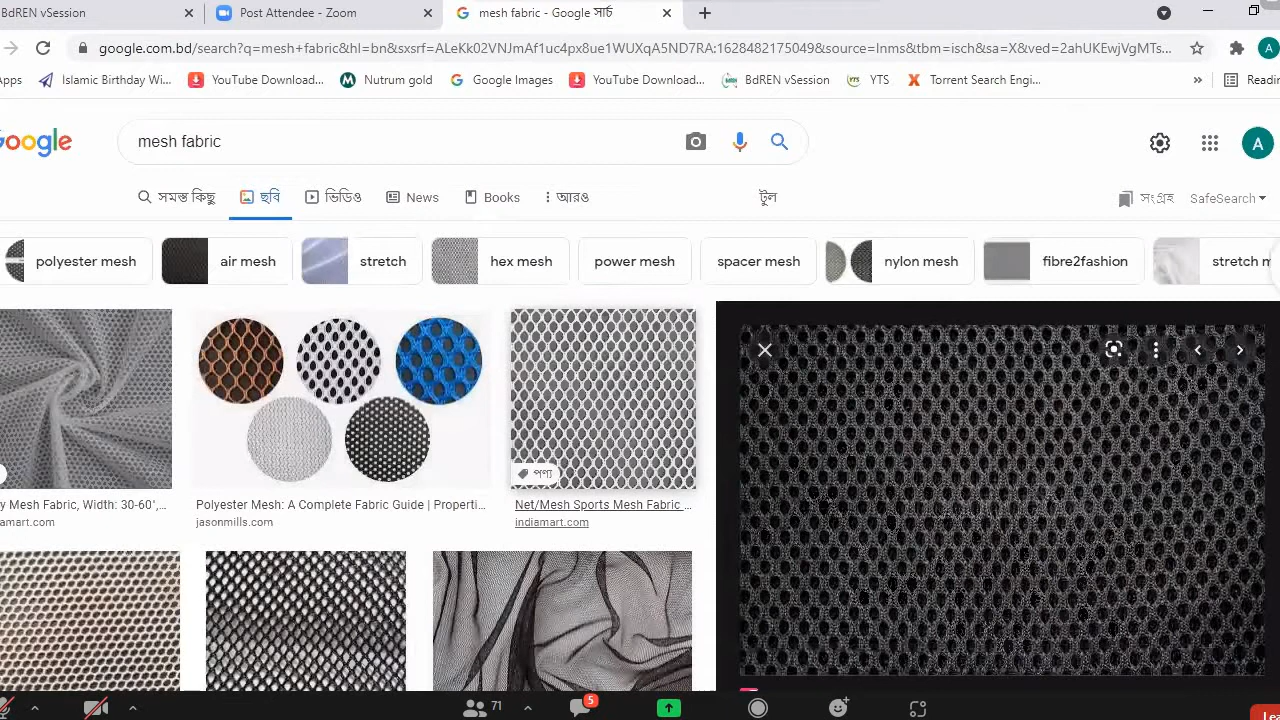 BdREN vSession
Post Attendee - Zoom
mesh fabric - Google সার্চ
google.com.bd/search?q=mesh+fabric&hl=bn&sxsrf=ALeKk02VNJmAf1uc4px8ue1WUXqA5ND7RA:1628482175049&source=lnms&tbm=isch&sa=X&ved=2ahUKEwjVgMTs...
A
Apps
Islamic Birthday Wi...
YouTube Download...
Nutrum gold
Google Images
YouTube Download...
BdREN vSession
YTS
Torrent Search Engi...
»
Readin
Google
mesh fabric
A
সমস্ত কিছু
ছবি
ভিডিও
News
Books
আরও
টুল
সংগ্রহ
SafeSearch
polyester mesh
air mesh
stretch
hex mesh
power mesh
spacer mesh
nylon mesh
fibre2fashion
stretch m
পণ্য
y Mesh Fabric, Width: 30-60",...
amart.com
Polyester Mesh: A Complete Fabric Guide | Properti...
jasonmills.com
Net/Mesh Sports Mesh Fabric ...
indiamart.com
71
5
Lea